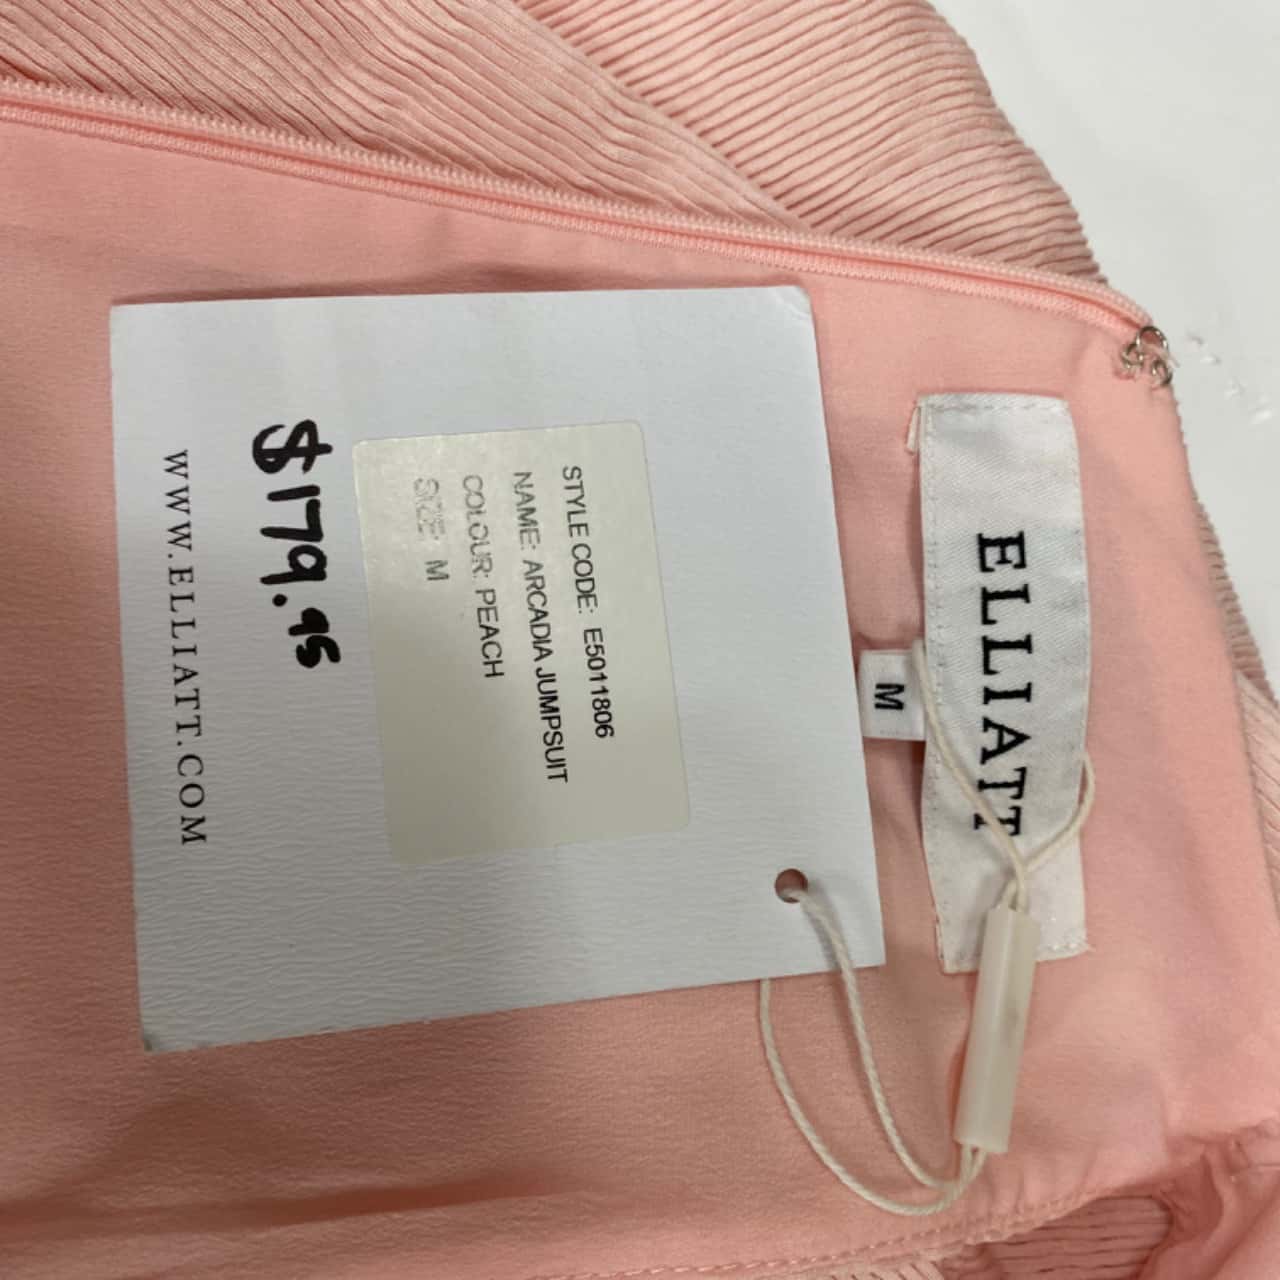 ELLIATT
M
STYLE CODE: E5011806
NAME: ARCADIA JUMPSUIT
COLOUR: PEACH
SIZE: M
$179.95
WWW.ELLIATT.COM